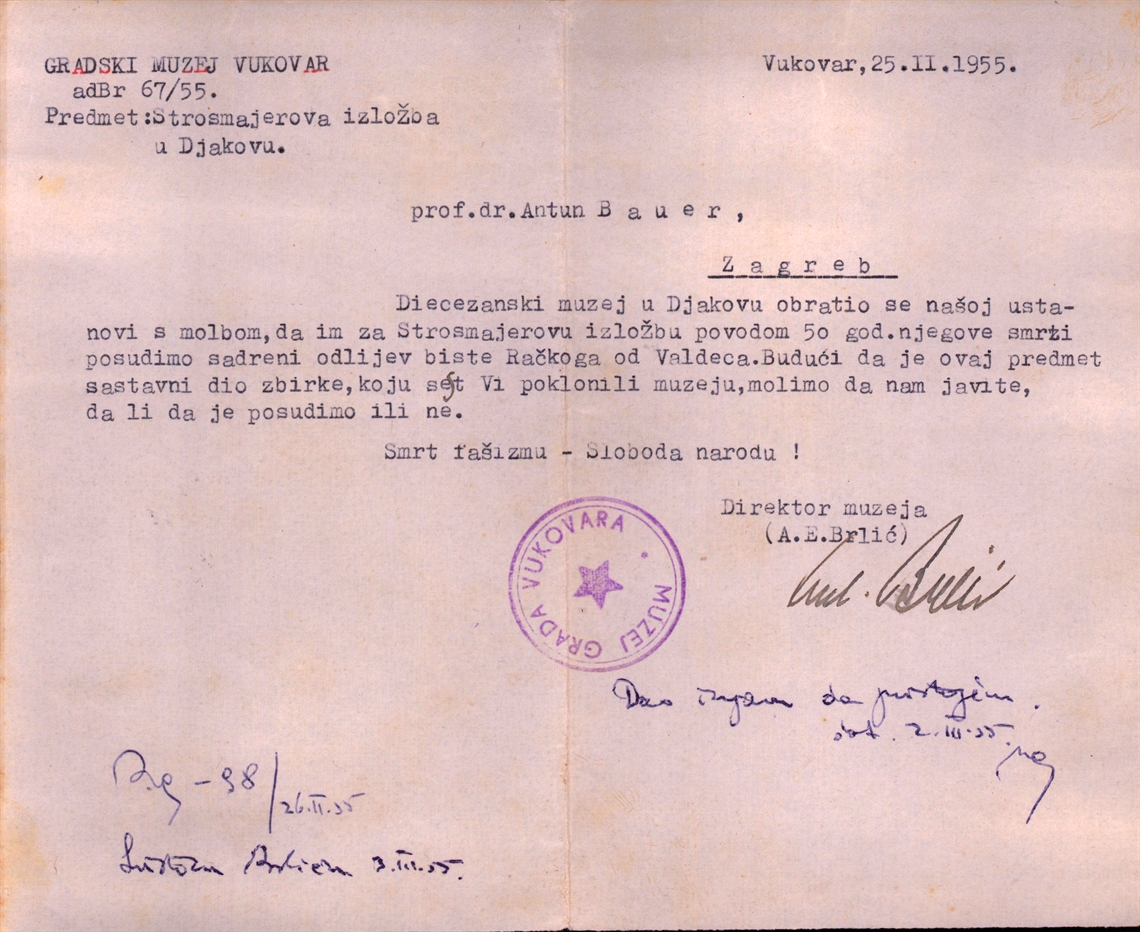 GRADSKI MUZEJ VUKOVAR
Vukovar,25.II.1955.
adBr 67/55.
Predmet:Strosmajerova izložba
u Djakovu.
prof.dr.Antun B a u e r ,
Z a g r e b
Diecezanski muzej u Djakovu obratio se našoj usta-
novi s molbom,da im za Strosmajerovu izložbu povodom 50 god.njegove smrti
posudimo sadreni odlijev biste Račkoga od Valdeca.Budući da je ovaj predmet
sastavni dio zbirke,koju ste Vi poklonili muzeju,molimo da nam javite,
da li da je posudimo ili ne.
Smrt fašizmu - Sloboda narodu !
Direktor muzeja
(A.E.Brlić)
MUZEJ GRADA VUKOVARA
Brlić
Dao da
2.III.55.
98/26.II.55
3.III.55.